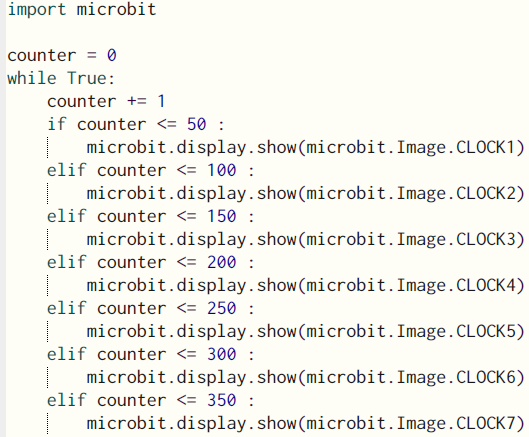 import microbit

counter = 0
while True:
    counter += 1
    if counter <= 50 :
        microbit.display.show(microbit.Image.CLOCK1)
    elif counter <= 100 :
        microbit.display.show(microbit.Image.CLOCK2)
    elif counter <= 150 :
        microbit.display.show(microbit.Image.CLOCK3)
    elif counter <= 200 :
        microbit.display.show(microbit.Image.CLOCK4)
    elif counter <= 250 :
        microbit.display.show(microbit.Image.CLOCK5)
    elif counter <= 300 :
        microbit.display.show(microbit.Image.CLOCK6)
    elif counter <= 350 :
        microbit.display.show(microbit.Image.CLOCK7)